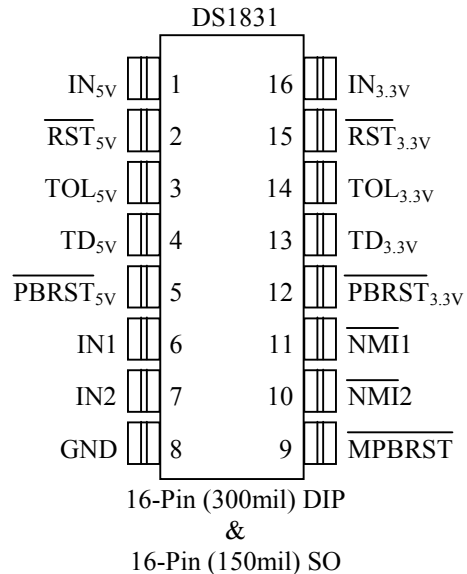 DS1831
IN5V 1 16 IN3.3V
RST5V 2 15 RST3.3V
TOL5V 3 14 TOL3.3V
TD5V 4 13 TD3.3V
PBRST5V 5 12 PBRST3.3V
IN1 6 11 NMI1
IN2 7 10 NMI2
GND 8 9 MPBRST
16-Pin (300mil) DIP
&
16-Pin (150mil) SO